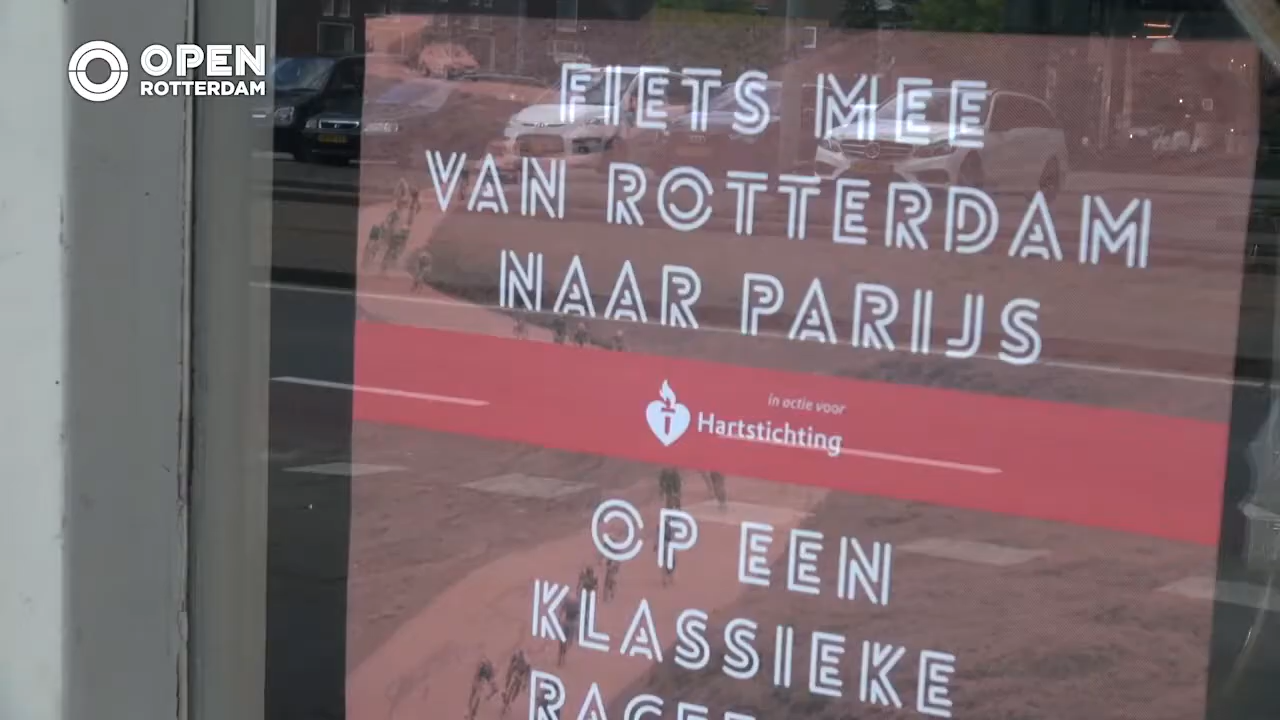 OPEN
ROTTERDAM
FIETS MEE
VAN ROTTERDAM
NAAR PARIJS
in actie voor
Hartstichting
OP EEN
KLASSIEKE